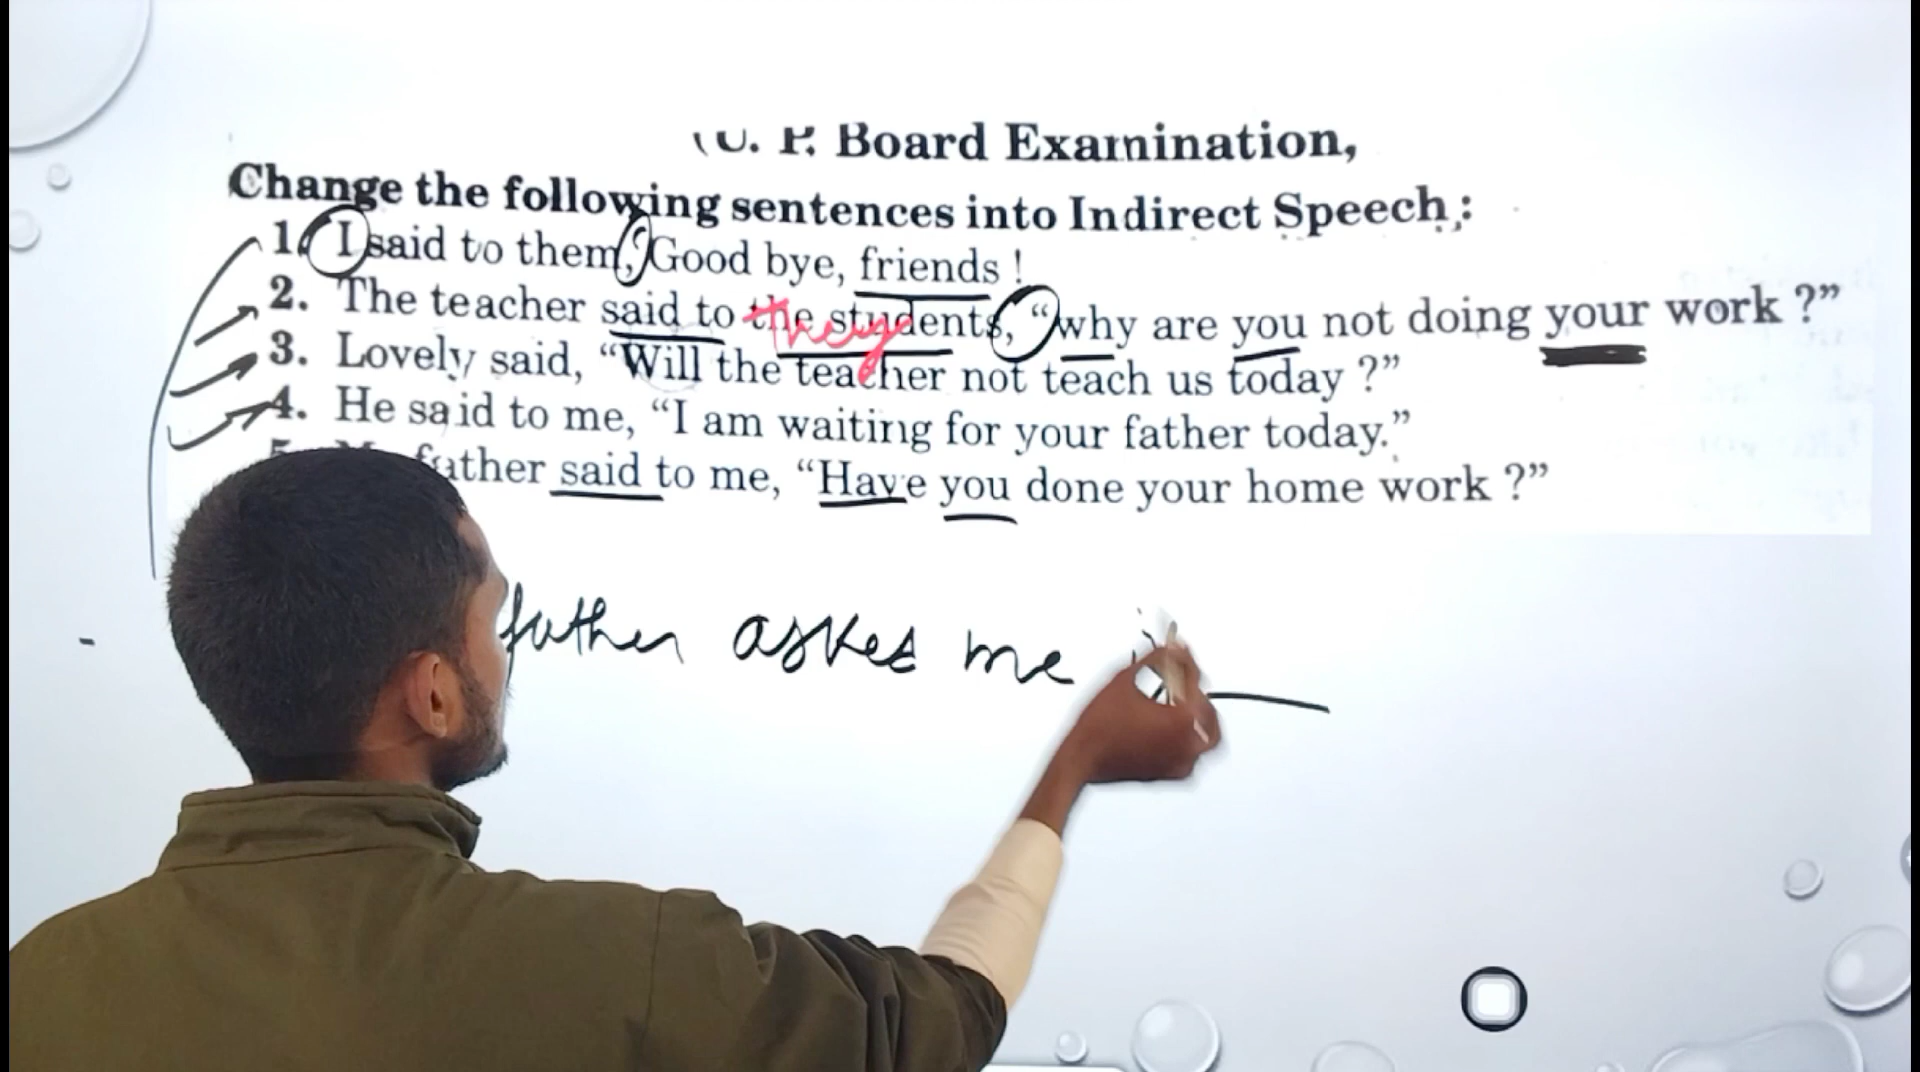 (U. P. Board Examination,
Change the following sentences into Indirect Speech :
1. I said to them, "Good bye, friends !
2. The teacher said to the students, "why are you not doing your work ?"
they
3. Lovely said, "Will the teacher not teach us today ?"
4. He said to me, "I am waiting for your father today."
father said to me, "Have you done your home work ?"
father asked me